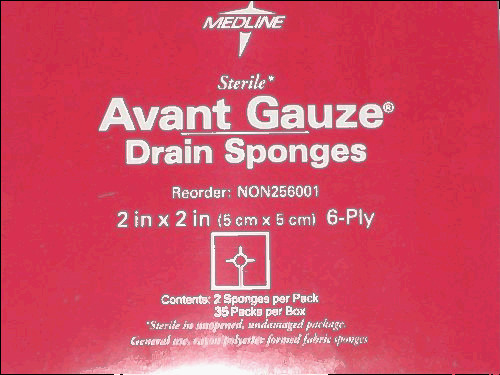 MEDLINE
Sterile*
Avant Gauze®
Drain Sponges
Reorder: NON256001
2 in x 2 in (5 cm x 5 cm) 6-Ply
Contents: 2 Sponges per Pack
35 Packs per Box
*Sterile in unopened, undamaged package.
General use, rayon polyester formed fabric sponges